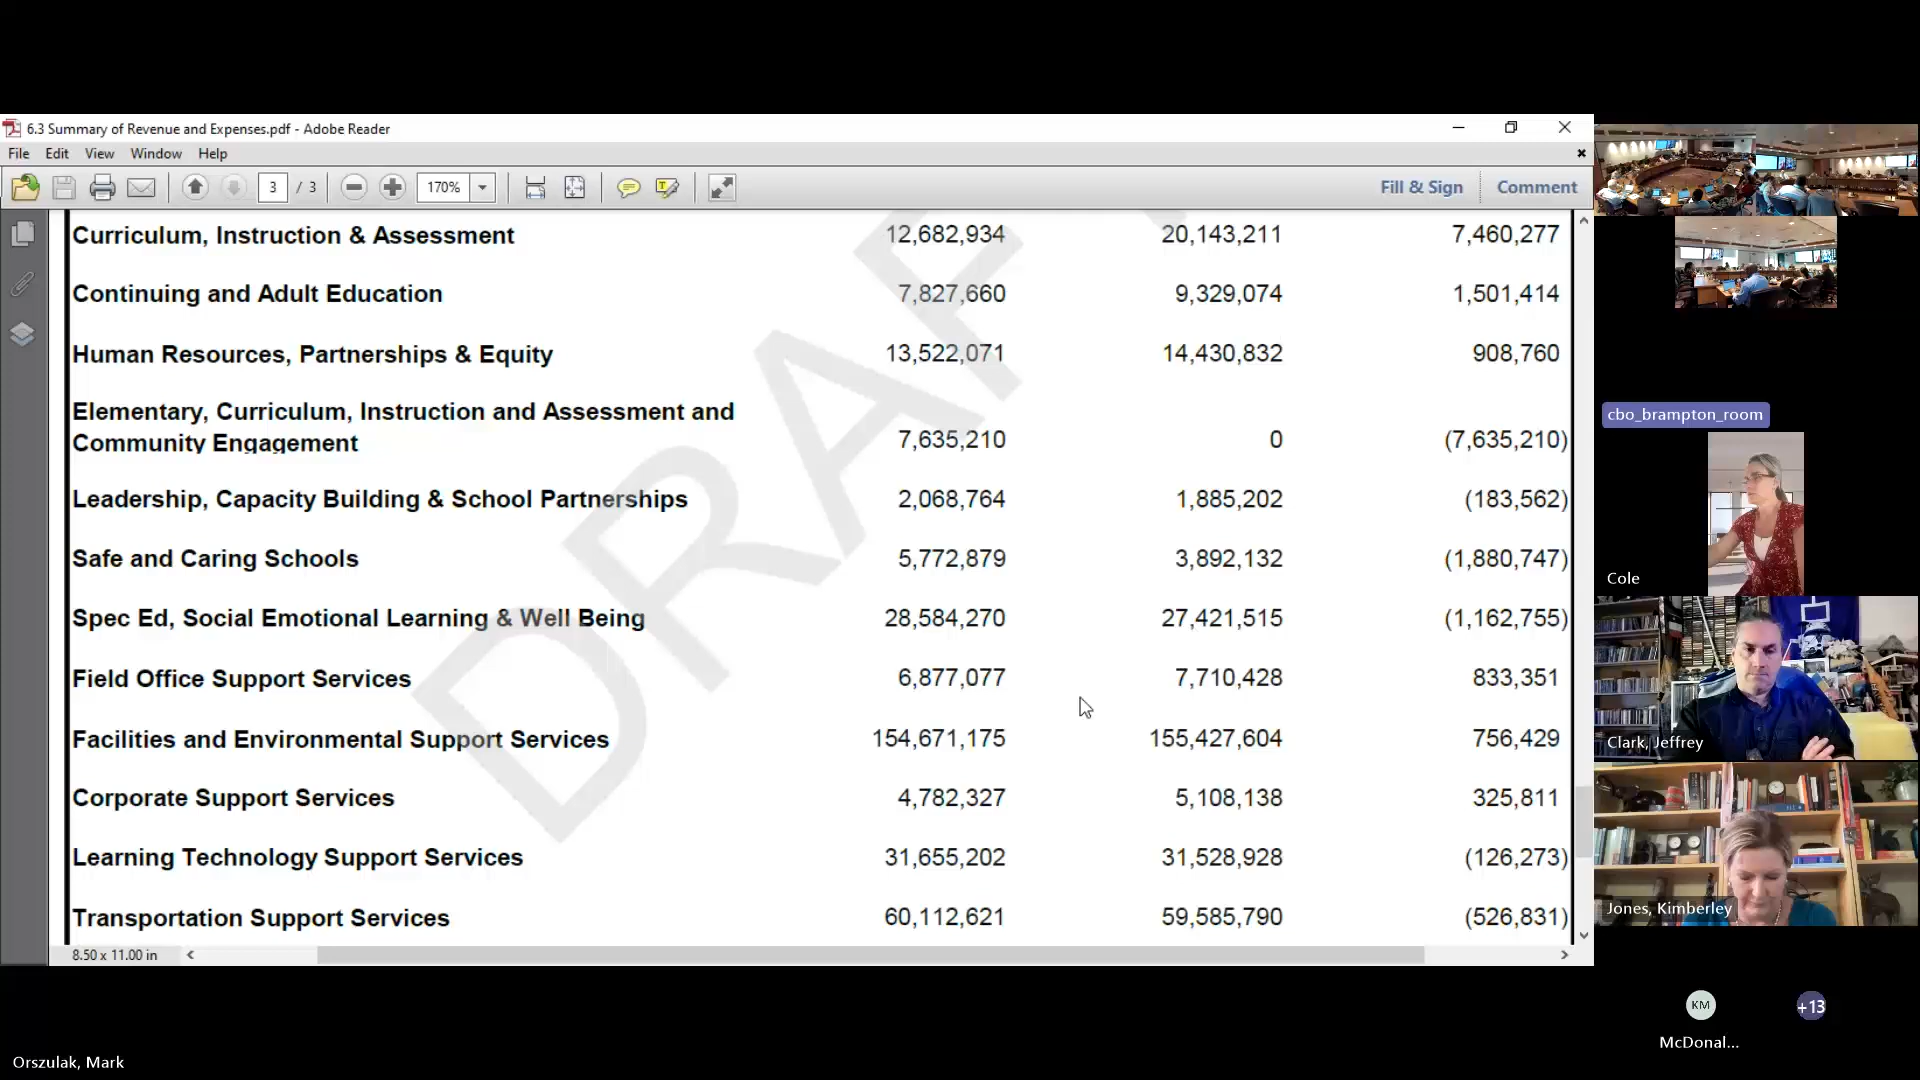 6.3 Summary of Revenue and Expenses.pdf - Adobe Reader
File Edit View Window Help
3 / 3 170% Fill & Sign Comment
Curriculum, Instruction & Assessment 12,682,934 20,143,211 7,460,277
Continuing and Adult Education 7,827,660 9,329,074 1,501,414
Human Resources, Partnerships & Equity 13,522,071 14,430,832 908,760
Elementary, Curriculum, Instruction and Assessment and
Community Engagement 7,635,210 0 (7,635,210)
Leadership, Capacity Building & School Partnerships 2,068,764 1,885,202 (183,562)
Safe and Caring Schools 5,772,879 3,892,132 (1,880,747)
Spec Ed, Social Emotional Learning & Well Being 28,584,270 27,421,515 (1,162,755)
Field Office Support Services 6,877,077 7,710,428 833,351
Facilities and Environmental Support Services 154,671,175 155,427,604 756,429
Corporate Support Services 4,782,327 5,108,138 325,811
Learning Technology Support Services 31,655,202 31,528,928 (126,273)
Transportation Support Services 60,112,621 59,585,790 (526,831)
DRAF
8.50 x 11.00 in
cbo_brampton_room
Cole
Clark, Jeffrey
Jones, Kimberley
KM
+13
McDonal...
Orszulak, Mark